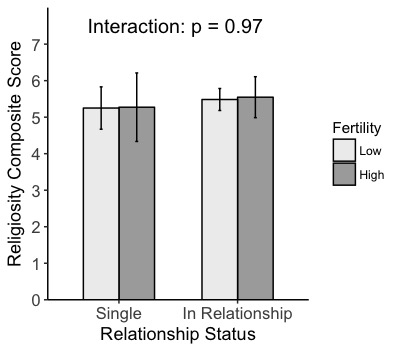 Interaction: p = 0.97
Religiosity Composite Score
7
6
5
4
3
2
1
0
Single
In Relationship
Relationship Status
Fertility
Low
High